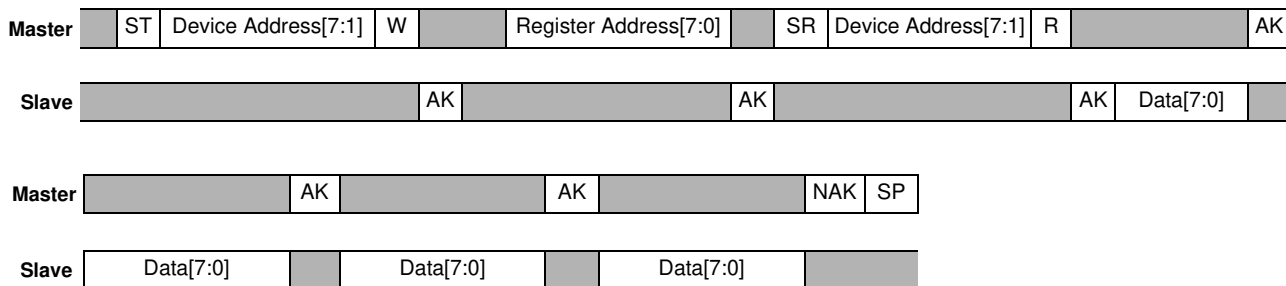 Master ST Device Address[7:1] W Register Address[7:0] SR Device Address[7:1] R AK
Slave AK AK AK Data[7:0]
Master AK AK NAK SP
Slave Data[7:0] Data[7:0] Data[7:0]